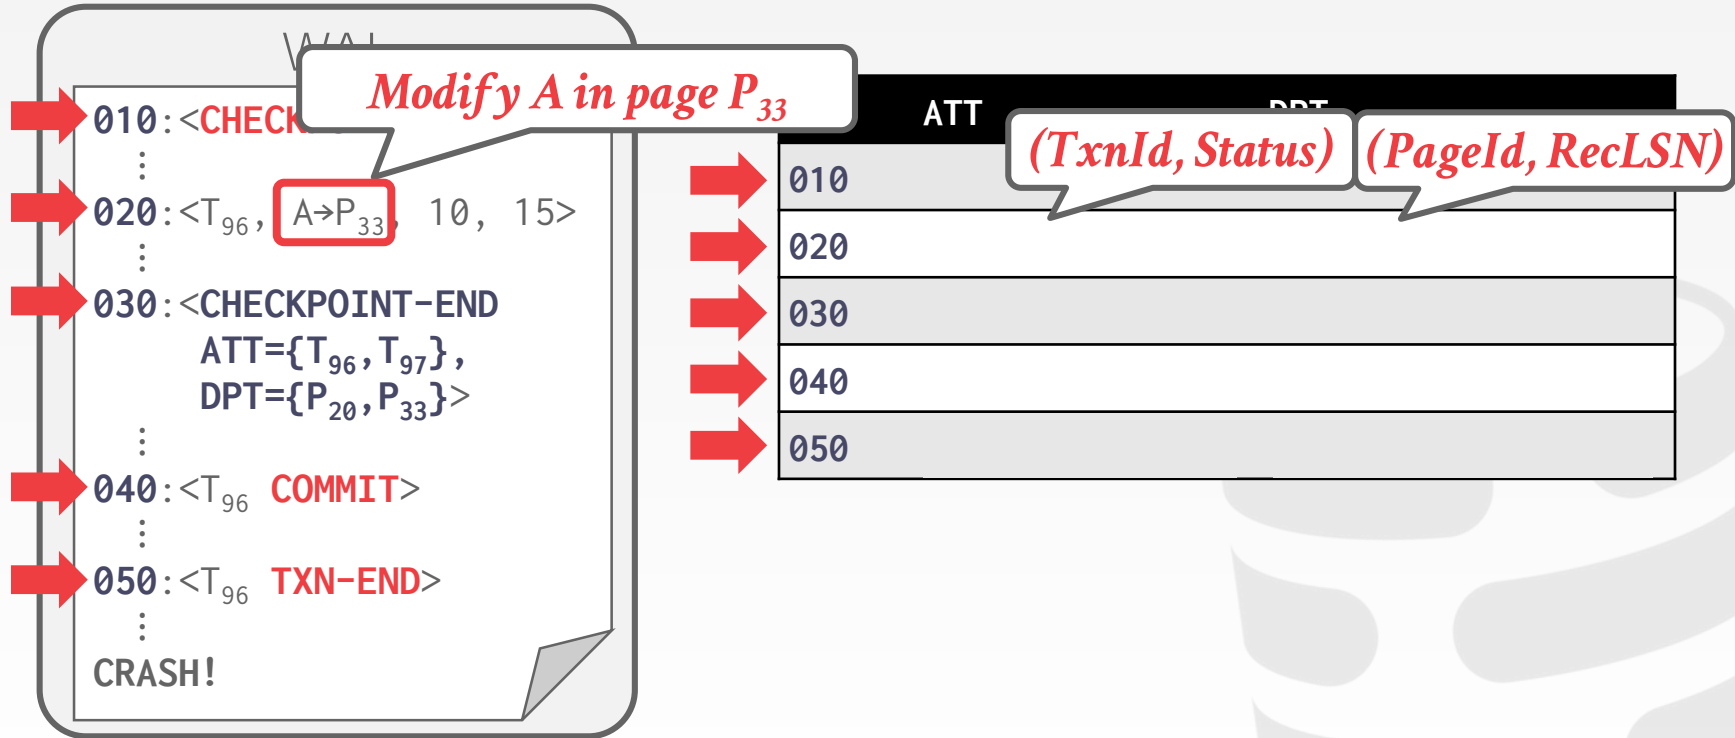 Modify A in page P33
010:<CHECK
020:<T96, A→P33, 10, 15>
030:<CHECKPOINT-END
ATT={T96,T97},
DPT={P20,P33}>
040:<T96 COMMIT>
050:<T96 TXN-END>
CRASH!
ATT
(TxnId, Status)
(PageId, RecLSN)
010
020
030
040
050